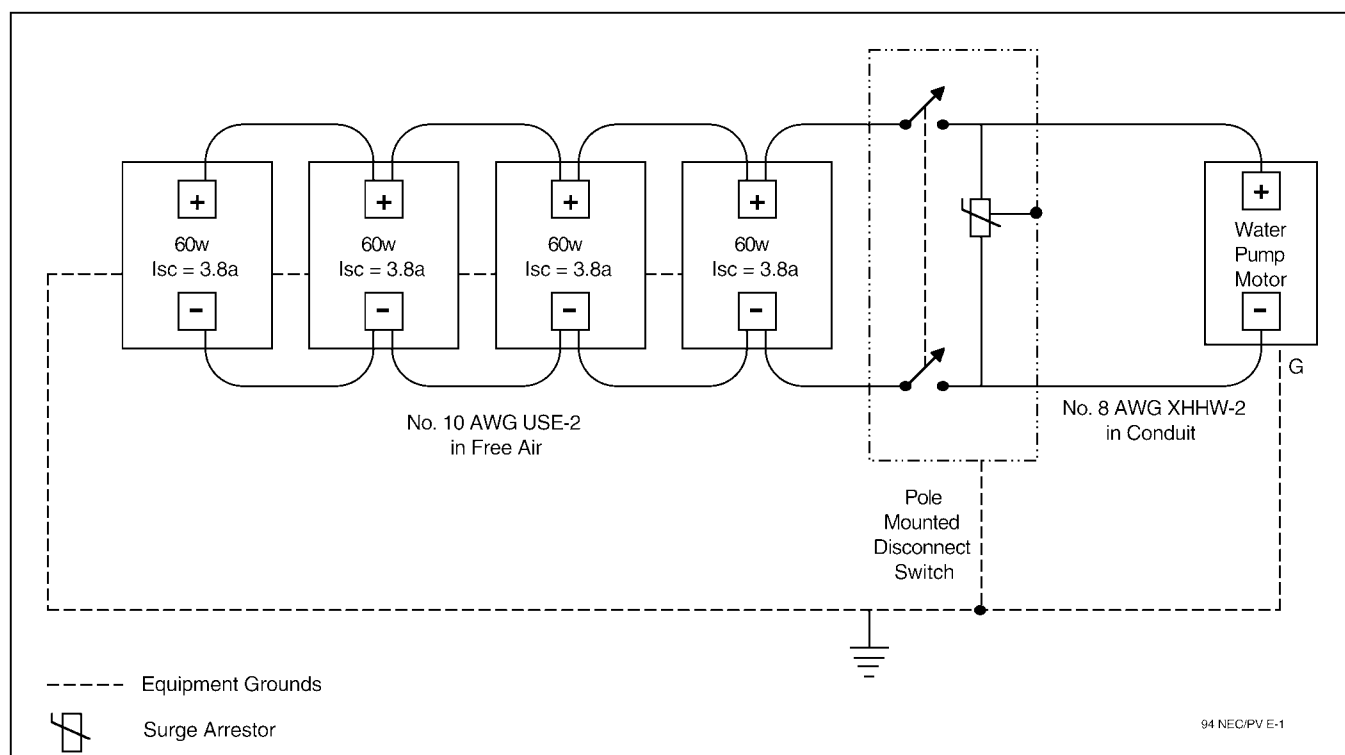 +
+
+
+
+
60w
Isc = 3.8a
60w
Isc = 3.8a
60w
Isc = 3.8a
60w
Isc = 3.8a
Water
Pump
Motor
-
-
-
-
-
G
No. 10 AWG USE-2
in Free Air
No. 8 AWG XHHW-2
in Conduit
Pole
Mounted
Disconnect
Switch
Equipment Grounds
Surge Arrestor
94 NEC/PV E-1